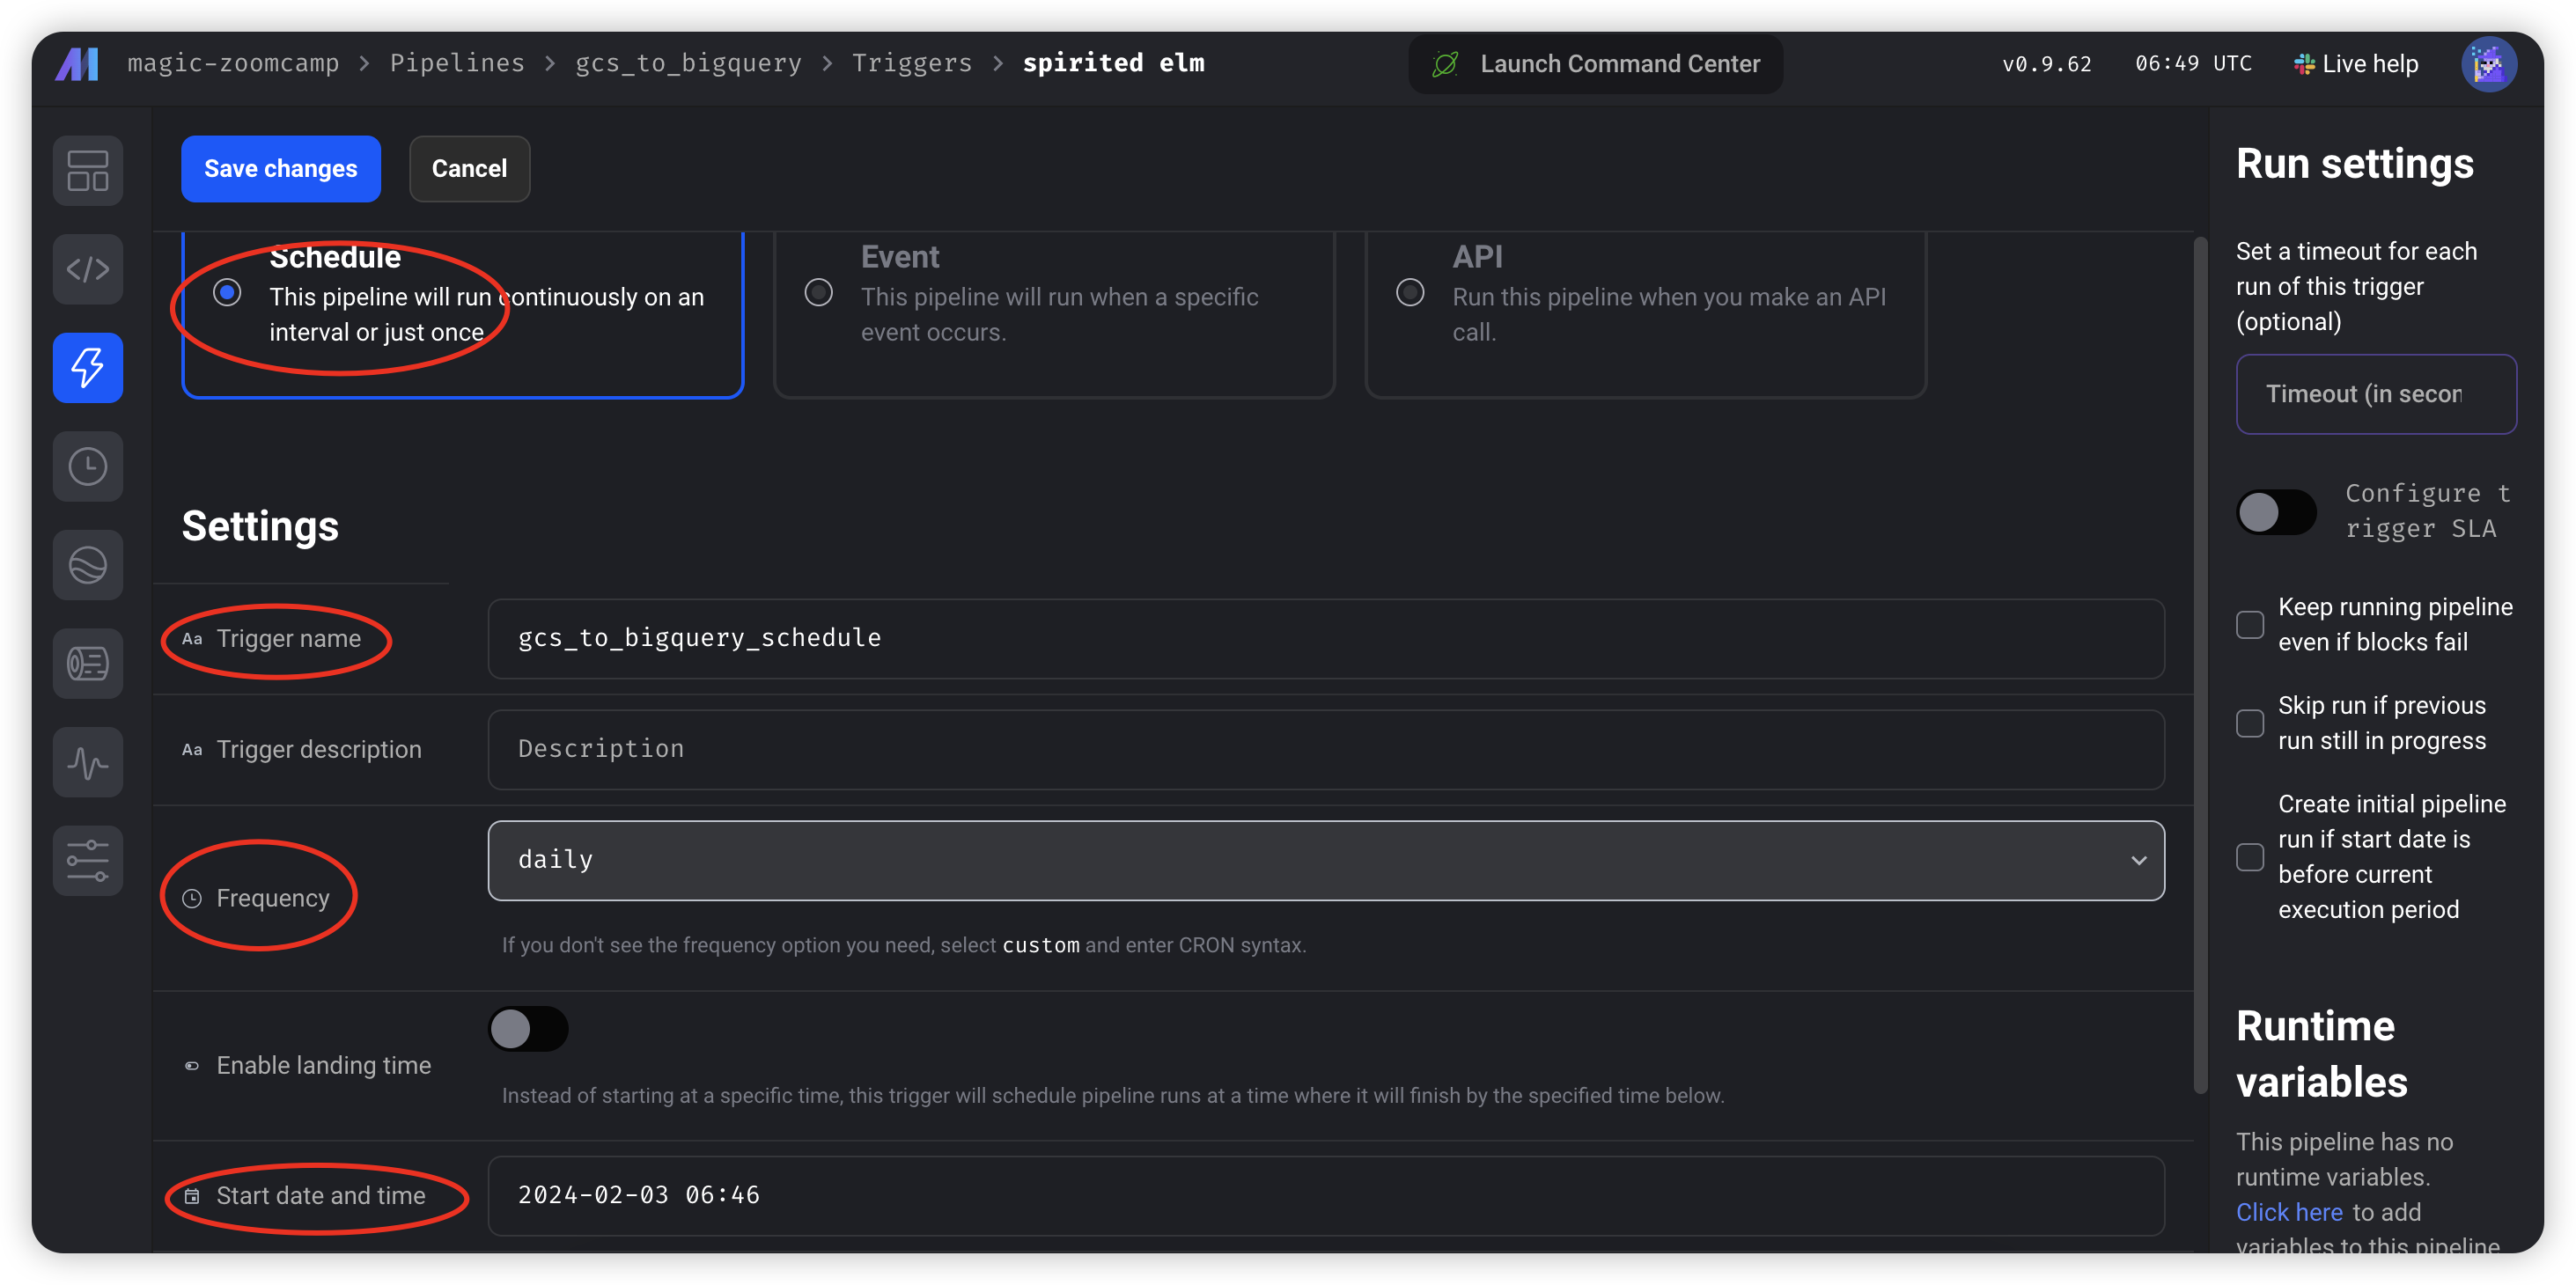 magic-zoomcamp > Pipelines > gcs_to_bigquery > Triggers > spirited elm
Launch Command Center
v0.9.62
06:49 UTC
Live help
Save changes
Cancel
Schedule
This pipeline will run continuously on an
interval or just once.
Event
This pipeline will run when a specific
event occurs.
API
Run this pipeline when you make an API
call.
Settings
Aa Trigger name
gcs_to_bigquery_schedule
Aa Trigger description
Description
Frequency
daily
If you don't see the frequency option you need, select custom and enter CRON syntax.
Enable landing time
Instead of starting at a specific time, this trigger will schedule pipeline runs at a time where it will finish by the specified time below.
Start date and time
2024-02-03 06:46
Run settings
Set a timeout for each
run of this trigger
(optional)
Timeout (in secon
Configure t
rigger SLA
Keep running pipeline
even if blocks fail
Skip run if previous
run still in progress
Create initial pipeline
run if start date is
before current
execution period
Runtime
variables
This pipeline has no
runtime variables.
Click here to add
variables to this pipeline